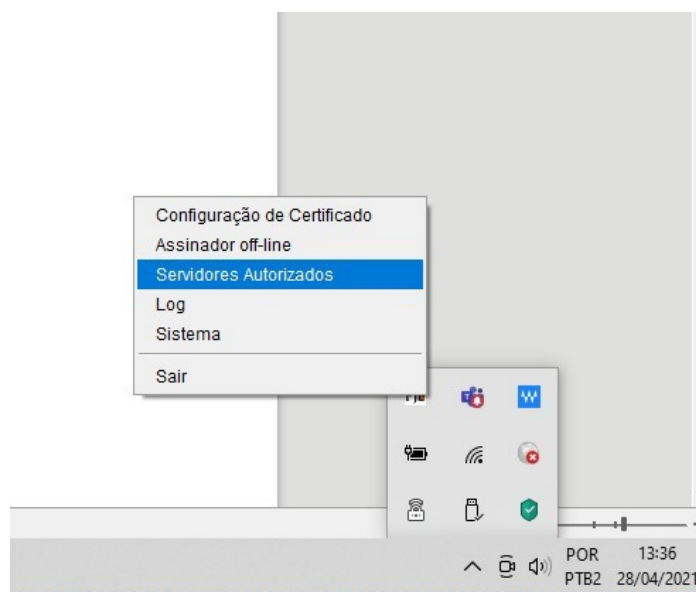 Configuração de Certificado
Assinador off-line
Servidores Autorizados
Log
Sistema
Sair
POR
PTB2
13:36
28/04/2021